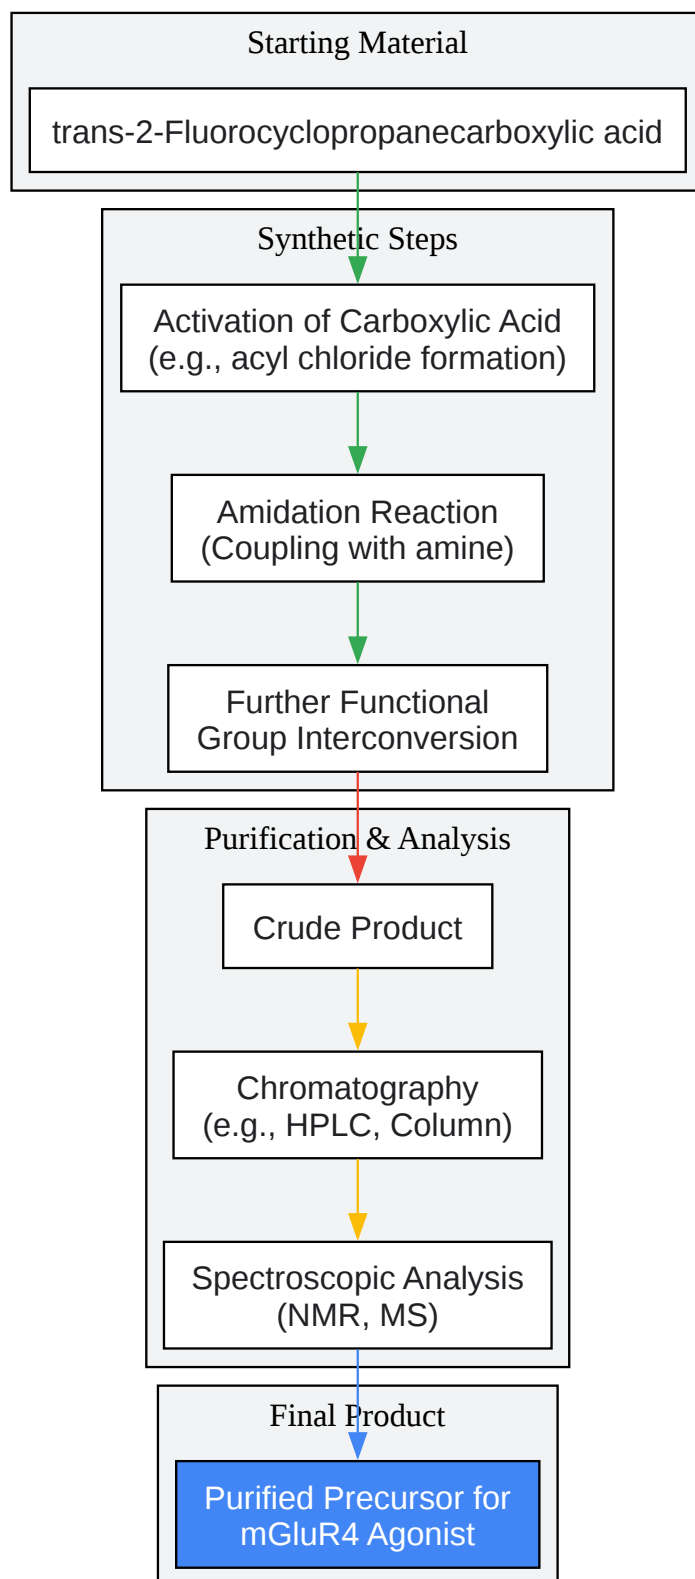 Starting Material
trans-2-Fluorocyclopropanecarboxylic acid
Synthetic Steps
Activation of Carboxylic Acid
(e.g., acyl chloride formation)
Amidation Reaction
(Coupling with amine)
Further Functional
Group Interconversion
Purification & Analysis
Crude Product
Chromatography
(e.g., HPLC, Column)
Spectroscopic Analysis
(NMR, MS)
Final Product
Purified Precursor for
mGluR4 Agonist